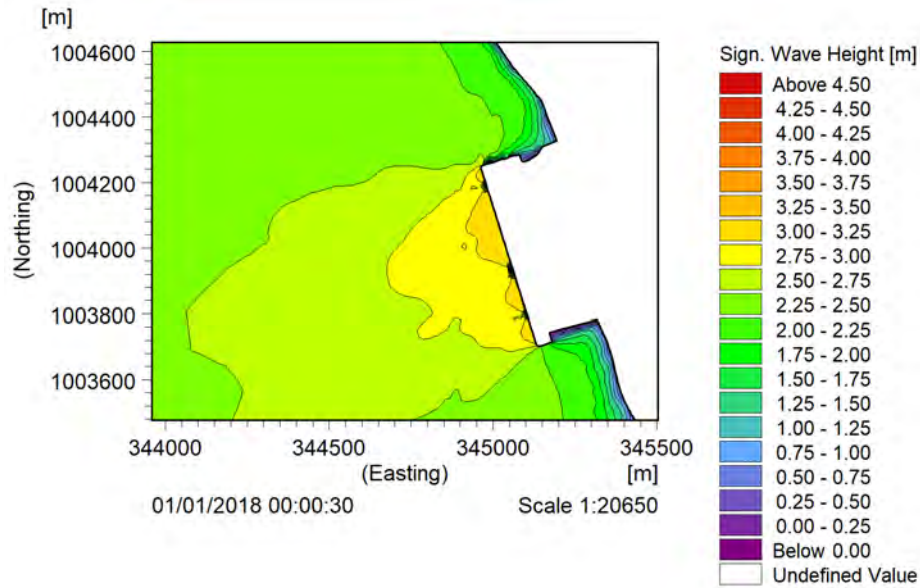 [m]
1004600
1004400
1004200
1004000
1003800
1003600
(Northing)
344000 344500 345000 345500
(Easting) [m]
01/01/2018 00:00:30 Scale 1:20650
Sign. Wave Height [m]
Above 4.50
4.25 - 4.50
4.00 - 4.25
3.75 - 4.00
3.50 - 3.75
3.25 - 3.50
3.00 - 3.25
2.75 - 3.00
2.50 - 2.75
2.25 - 2.50
2.00 - 2.25
1.75 - 2.00
1.50 - 1.75
1.25 - 1.50
1.00 - 1.25
0.75 - 1.00
0.50 - 0.75
0.25 - 0.50
0.00 - 0.25
Below 0.00
Undefined Value